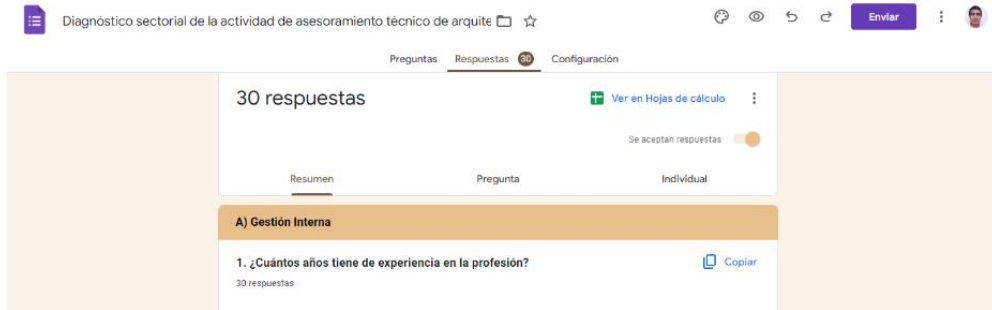 Diagnóstico sectorial de la actividad de asesoramiento técnico de arquite
Enviar
Preguntas Respuestas 30 Configuración
30 respuestas
Ver en Hojas de cálculo
Se aceptan respuestas
Resumen Pregunta Individual
A) Gestión Interna
1. ¿Cuántos años tiene de experiencia en la profesión?
Copiar
30 respuestas